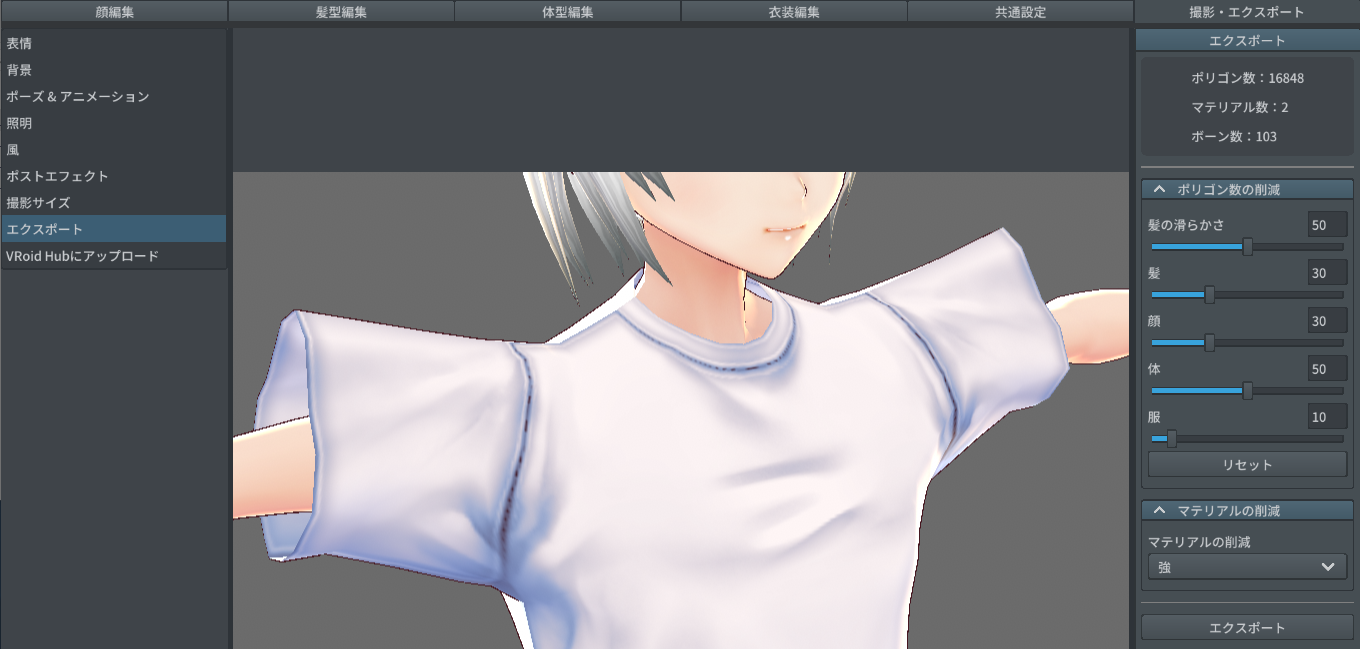 顔編集
髪型編集
体型編集
衣装編集
共通設定
撮影・エクスポート
表情
背景
ポーズ & アニメーション
照明
風
ポストエフェクト
撮影サイズ
エクスポート
VRoid Hubにアップロード
エクスポート
ポリゴン数：16848
マテリアル数：2
ボーン数：103
ポリゴン数の削減
髪の滑らかさ 50
髪 30
顔 30
体 50
服 10
リセット
マテリアルの削減
マテリアルの削減
強
エクスポート